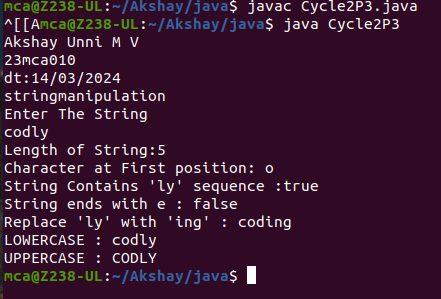 mca@Z238-UL:~/Akshay/java$ javac Cycle2P3.java
^[[Amca@Z238-UL:~/Akshay/java$ java Cycle2P3
Akshay Unni M V
23mca010
dt:14/03/2024
stringmanipulation
Enter The String
codly
Length of String:5
Character at First position: o
String Contains 'ly' sequence :true
String ends with e : false
Replace 'ly' with 'ing' : coding
LOWERCASE : codly
UPPERCASE : CODLY
mca@Z238-UL:~/Akshay/java$